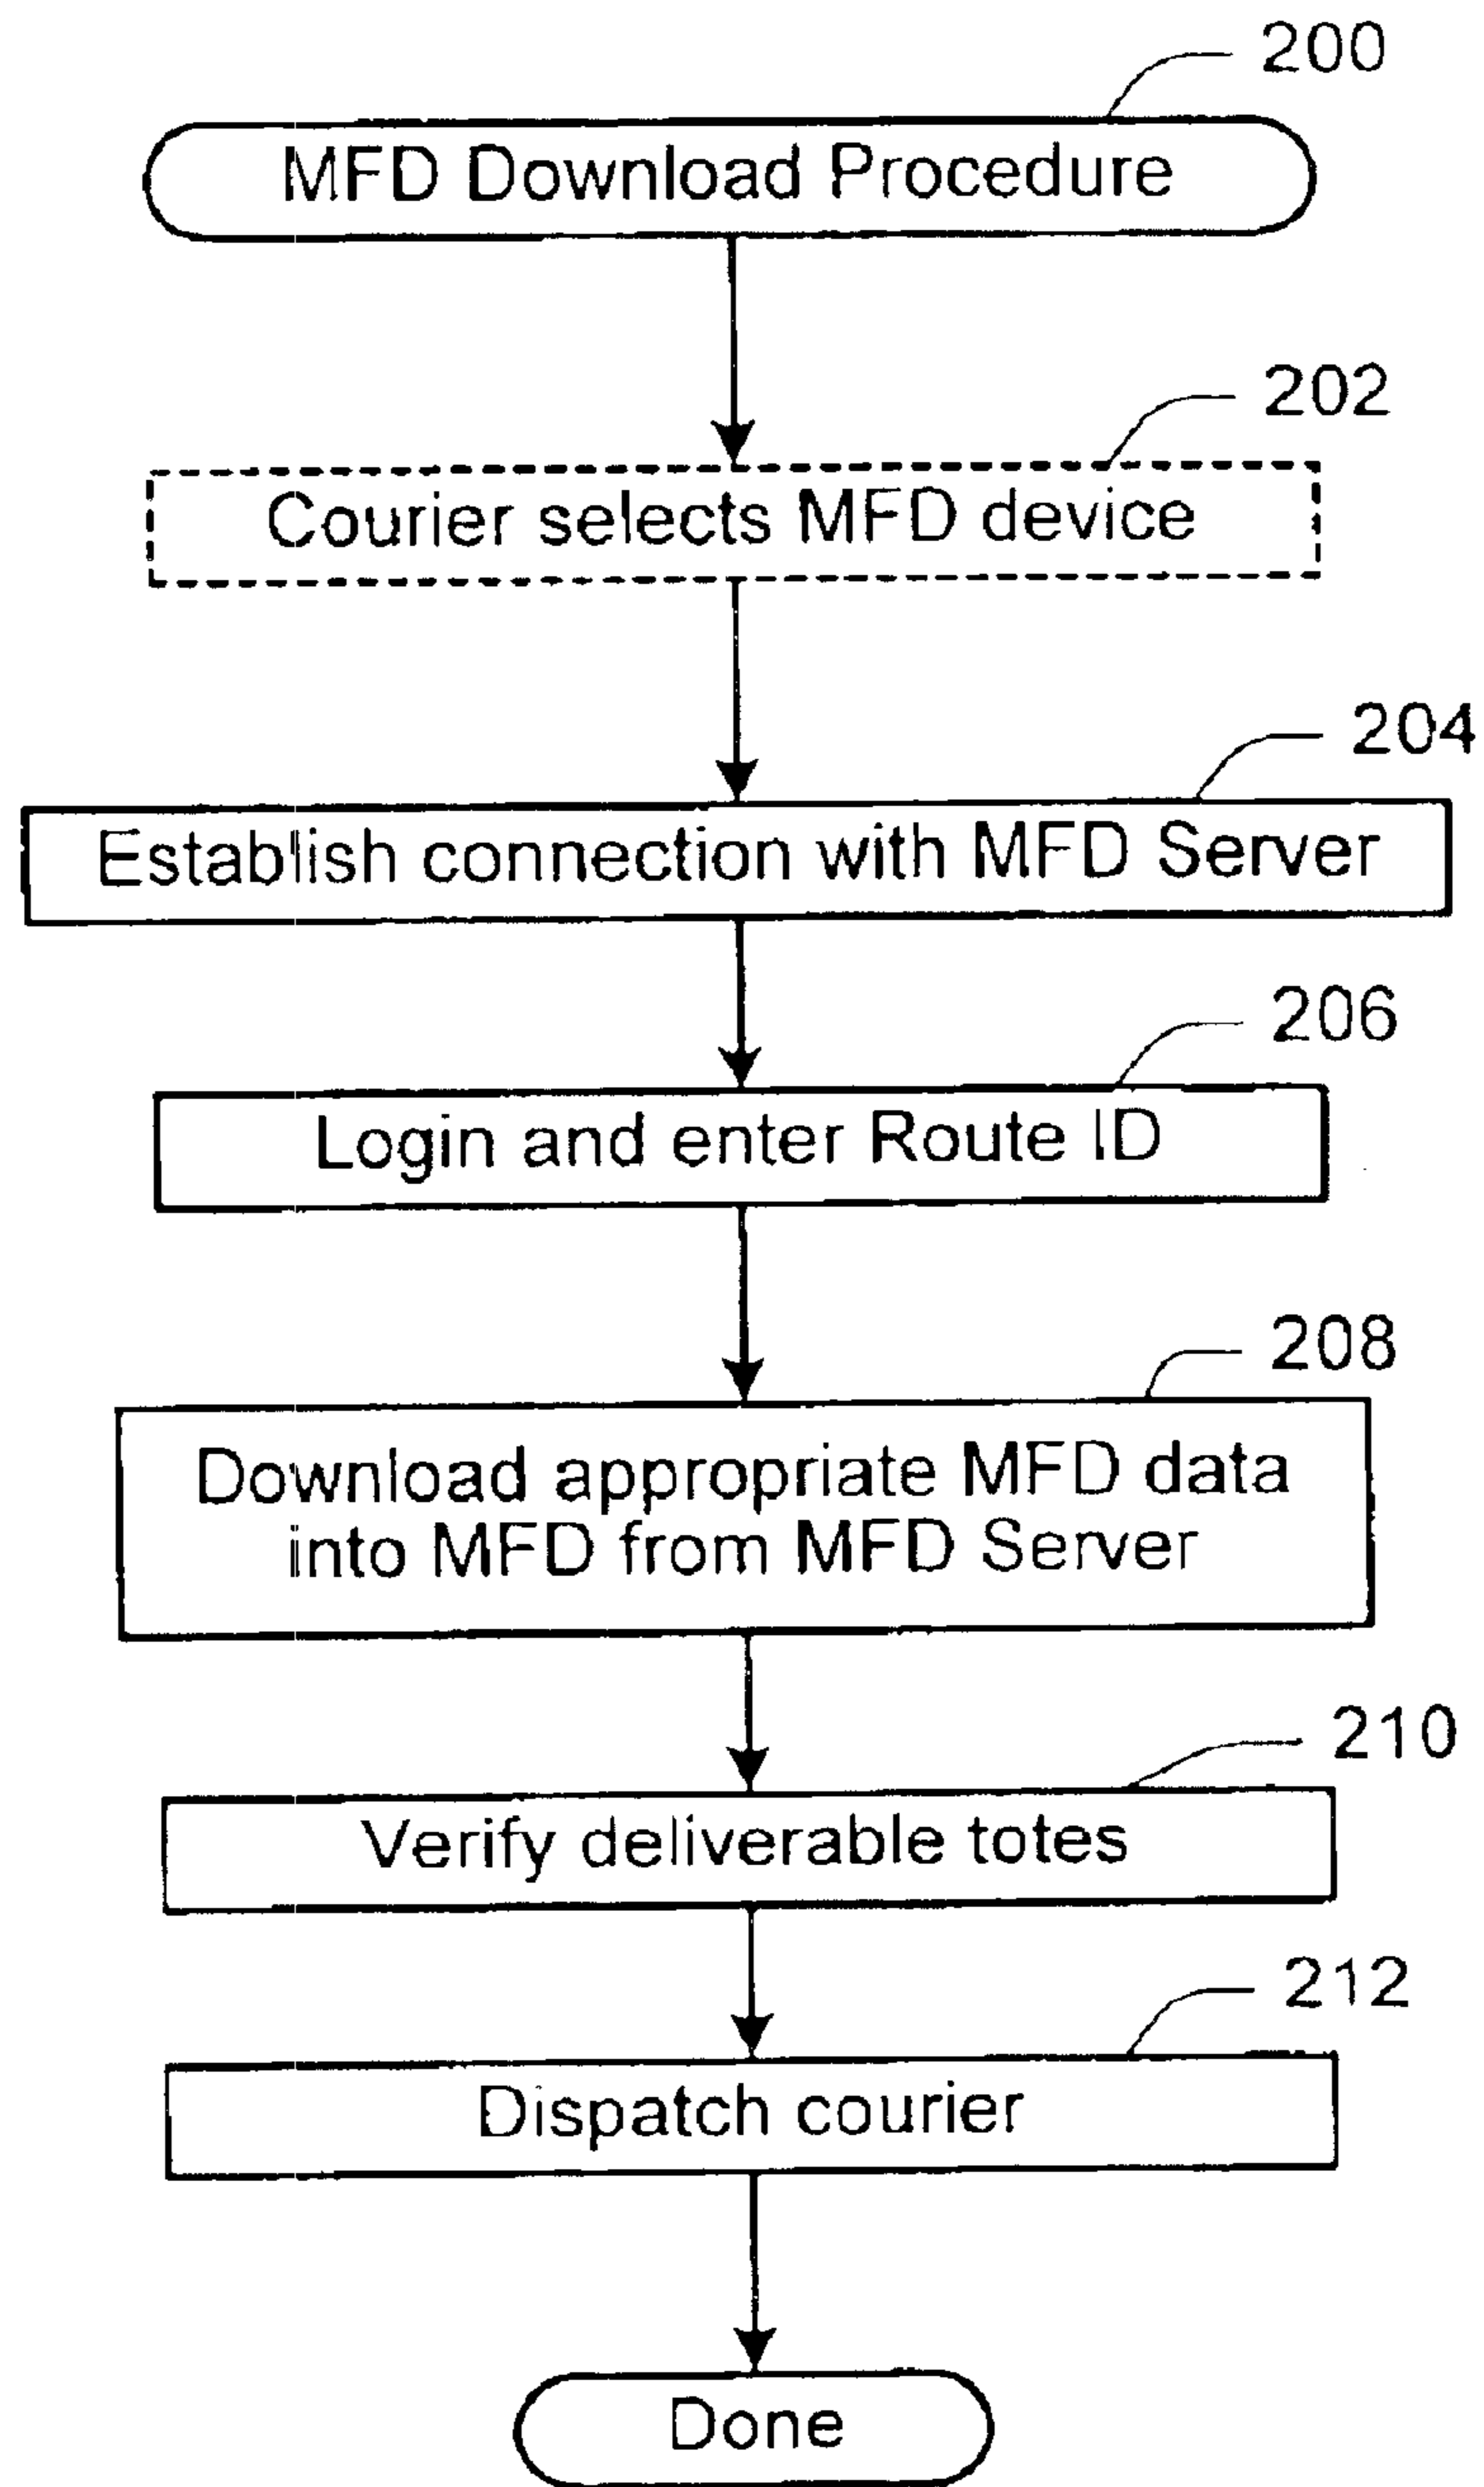 200
MFD Download Procedure
202
Courier selects MFD device
204
Establish connection with MFD Server
206
Login and enter Route ID
208
Download appropriate MFD data
into MFD from MFD Server
210
Verify deliverable totes
212
Dispatch courier
Done